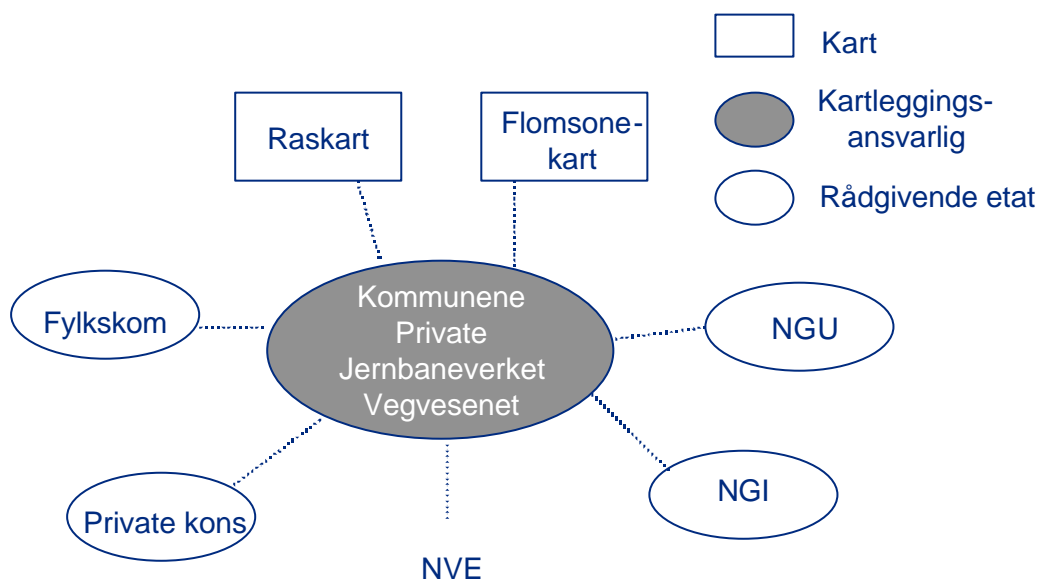 Kart
Kartleggings-
ansvarlig
Rådgivende etat
Raskart
Flomsone-
kart
Kommunene
Private
Jernbaneverket
Vegvesenet
Fylkskom
NGU
Private kons
NGI
NVE